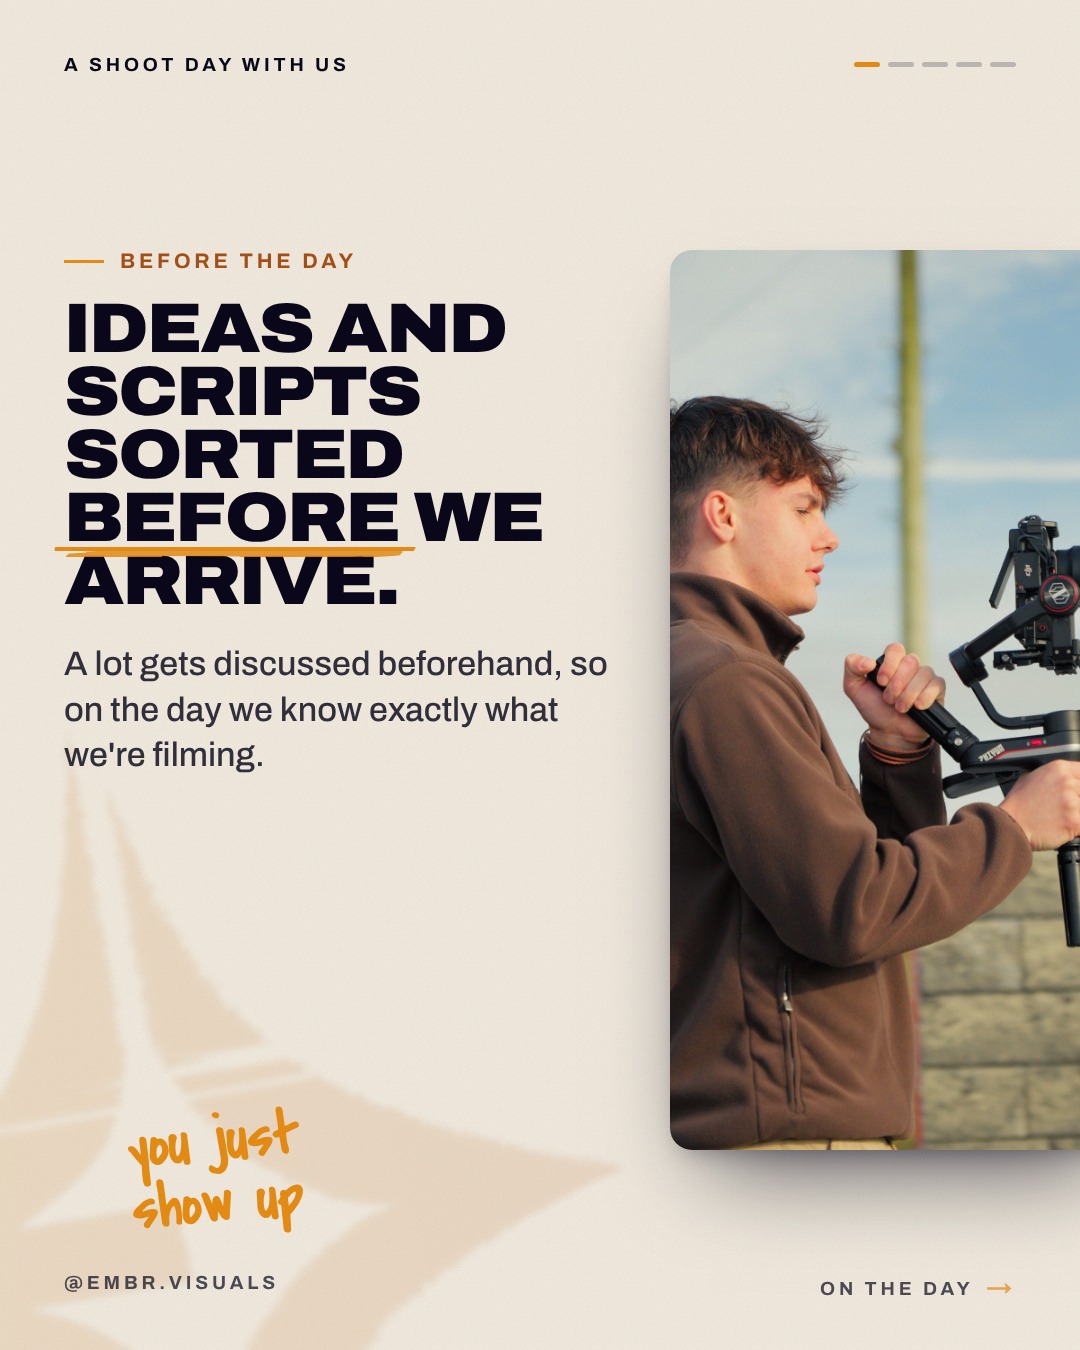 A SHOOT DAY WITH US
BEFORE THE DAY
IDEAS AND
SCRIPTS
SORTED
BEFORE WE
ARRIVE.
A lot gets discussed beforehand, so
on the day we know exactly what
we're filming.
ZHIYUN
you just
show up
@EMBR.VISUALS
ON THE DAY →